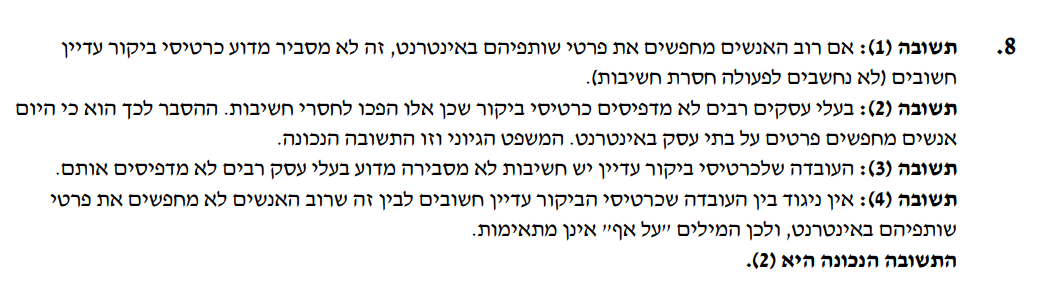 8. תשובה (1): אם רוב האנשים מחפשים את פרטי שותפיהם באינטרנט, זה לא מסביר מדוע כרטיסי ביקור עדיין
חשובים (לא נחשבים לפעולה חסרת חשיבות).
תשובה (2): בעלי עסקים רבים לא מדפיסים כרטיסי ביקור שכן אלו הפכו לחסרי חשיבות. ההסבר לכך הוא כי היום
אנשים מחפשים פרטים על בתי עסק באינטרנט. המשפט הגיוני וזו התשובה הנכונה.
תשובה (3): העובדה שלכרטיסי ביקור עדיין יש חשיבות לא מסבירה מדוע בעלי עסק רבים לא מדפיסים אותם.
תשובה (4): אין ניגוד בין העובדה שכרטיסי הביקור עדיין חשובים לבין זה שרוב האנשים לא מחפשים את פרטי
שותפיהם באינטרנט, ולכן המילים "על אף" אינן מתאימות.
התשובה הנכונה היא (2).